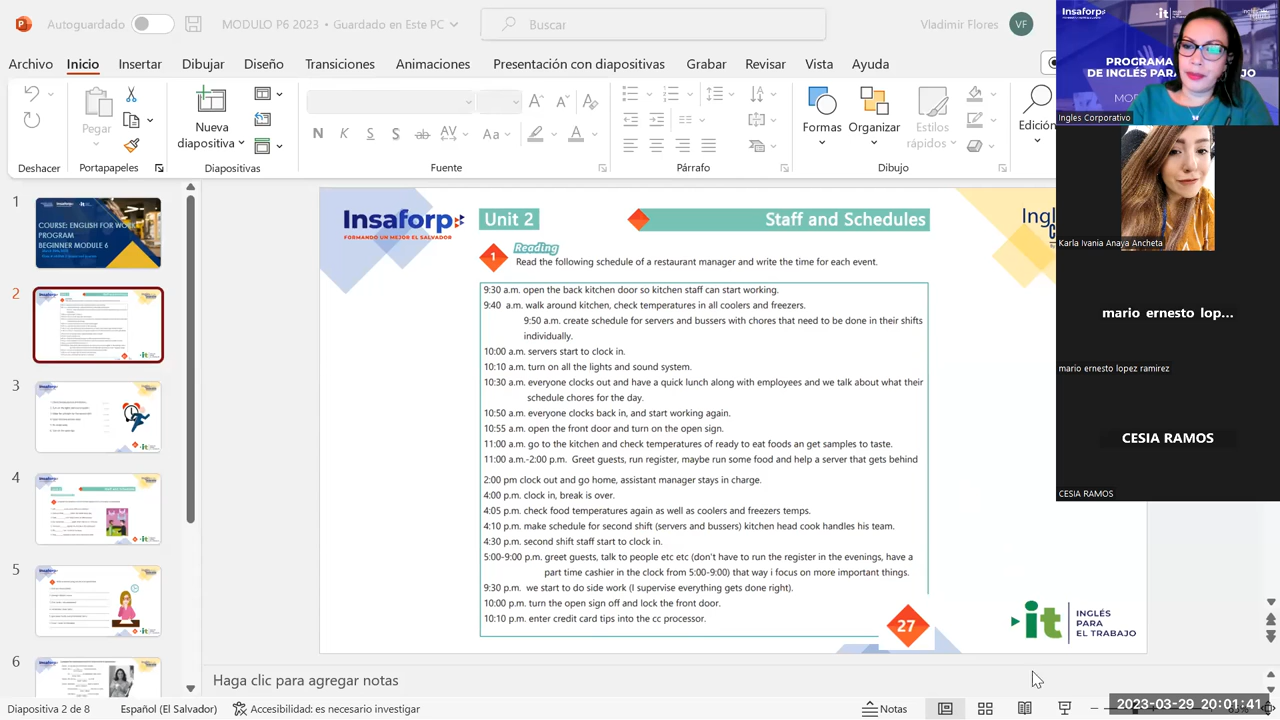 Autoguardado
MODULO P6 2023 • Guardado en Este PC
Vladimir Flores
VF
Archivo Inicio Insertar Dibujar Diseño Transiciones Animaciones Presentación con diapositivas Grabar Revisar Vista Ayuda
Pegar
Nueva diapositiva
N K S S ab AV Aa A
Formas Organizar Estilos rápidos Edición
Deshacer Portapapeles Diapositivas Fuente Párrafo Dibujo
1
COURSE: ENGLISH FOR WORK
PROGRAM
BEGINNER MODULE 6
2
3
5
6
Insaforp
FORMANDO UN MEJOR EL SALVADOR
Unit 2
Staff and Schedules
Reading
1
Read the following schedule of a restaurant manager and write the time for each event.
a.m. open the back kitchen door so kitchen staff can start working.
9:40 a.m. walk around kitchen, check temperatures in all coolers and freezers.
9:50 a.m. create a schedule for servers and bussers with chores that need to be done in their shifts
individually.
10:00 a.m. servers start to clock in.
10:10 a.m. turn on all the lights and sound system.
10:30 a.m. everyone clocks out and have a quick lunch along with employees and we talk about what their
schedule chores for the day.
10:50 a.m. everyone clocks back in, and start working again.
10:55 a.m. open the front door and turn on the open sign.
11:00 a.m. go to the kitchen and check temperatures of ready to eat foods an get samples to taste.
11:00 a.m.-2:00 p.m. Greet guests, run register, maybe run some food and help a server that gets behind
pm clock out and go home, assistant manager stays in charge.
p.m. clock in, break is over.
p.m. check food temperatures again as well as coolers and freezer temps.
p.m. make schedule for second shift (servers and bussers) kitchen head cook handles his team.
4:30 p.m. second shift staff start to clock in.
5:00-9:00 p.m. greet guests, talk to people etc etc (don't have to run the register in the evenings, have a
part time cashier in the clock from 5:00-9:00) that way i focus on more important things.
p.m. we start to do side work (I supervise everything gets done right).
10:00 p.m. turn the open sign off and lock the front door.
10:10 p.m. enter credit card tips into the cc processor.
27
it
INGLÉS
PARA
EL TRABAJO
Insaforp
it
PROGRAMA
DE INGLÉS PARA
Ingles Corporativo
Karla Ivania Anaya Ancheta
mario ernesto lop...
mario ernesto lopez ramirez
CESIA RAMOS
CESIA RAMOS
Haga clic para agregar notas
Diapositiva 2 de 8 Español (El Salvador) Accesibilidad: es necesario investigar Notas
2023-03-29 20:01:41